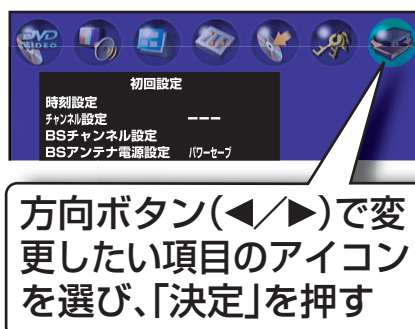 DVD
VIDEO
初回設定
時刻設定
チャンネル設定 ---
BSチャンネル設定
BSアンテナ電源設定 パワーセーブ
方向ボタン(◀/▶)で変
更したい項目のアイコン
を選び、「決定」を押す